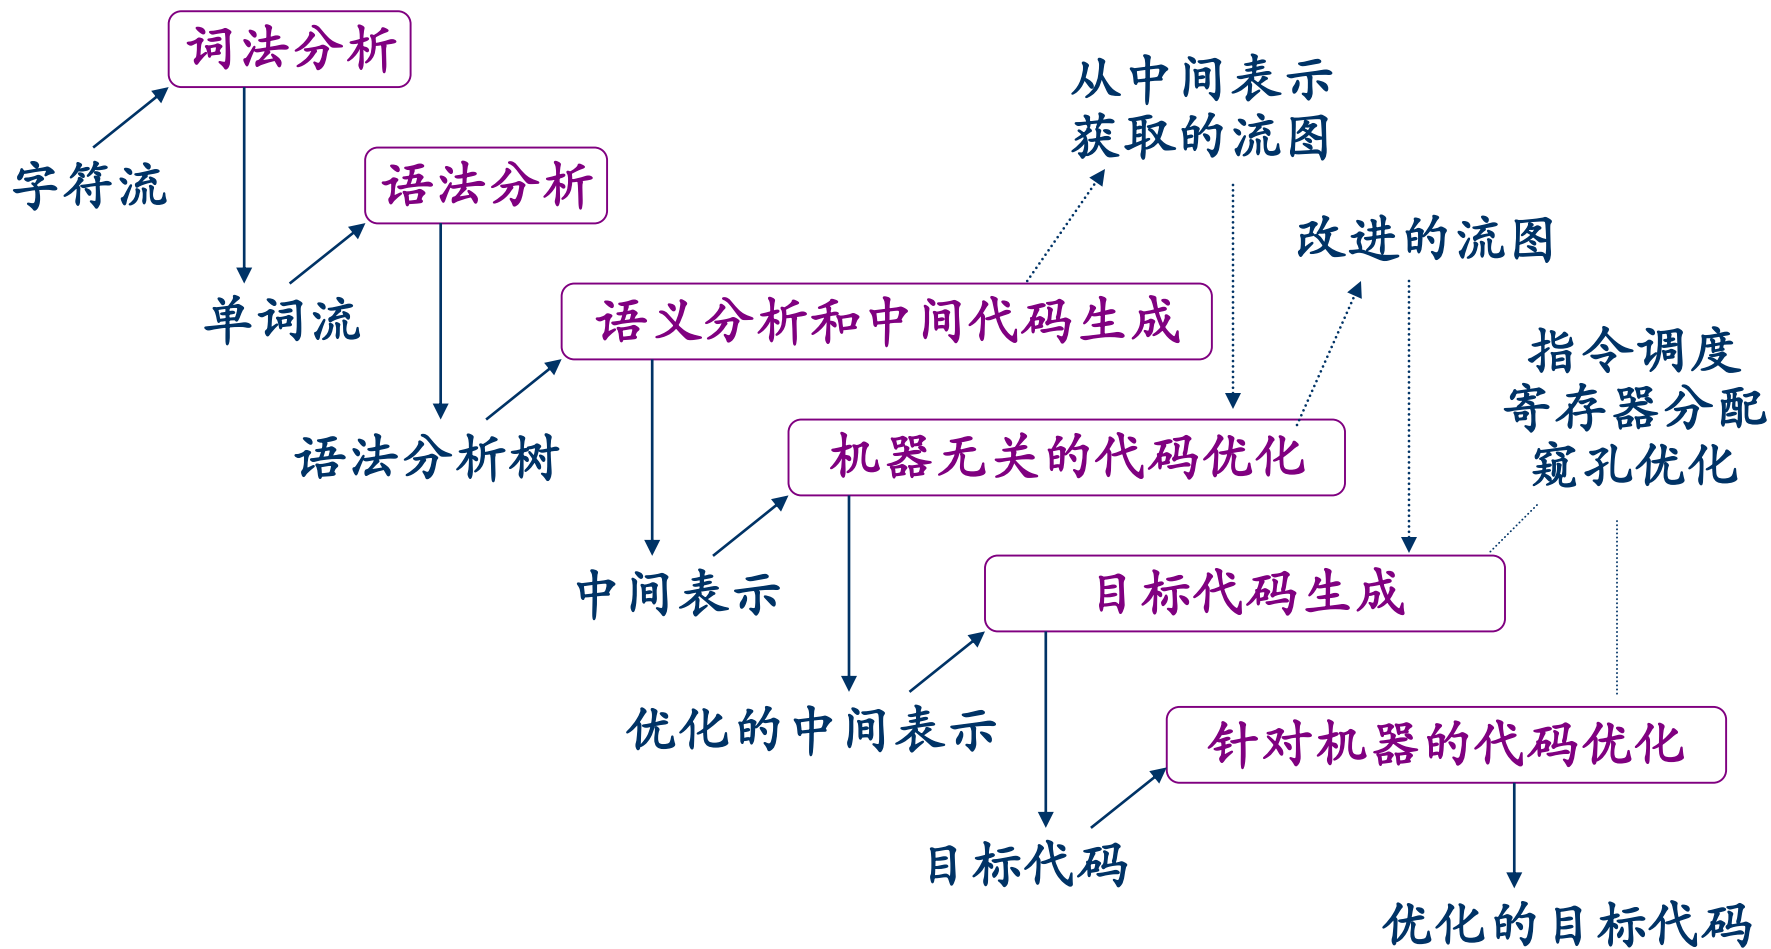 词法分析
从中间表示
获取的流图
字符流
语法分析
改进的流图
单词流
语义分析和中间代码生成
指令调度
寄存器分配
窥孔优化
语法分析树
机器无关的代码优化
中间表示
目标代码生成
优化的中间表示
针对机器的代码优化
目标代码
优化的目标代码